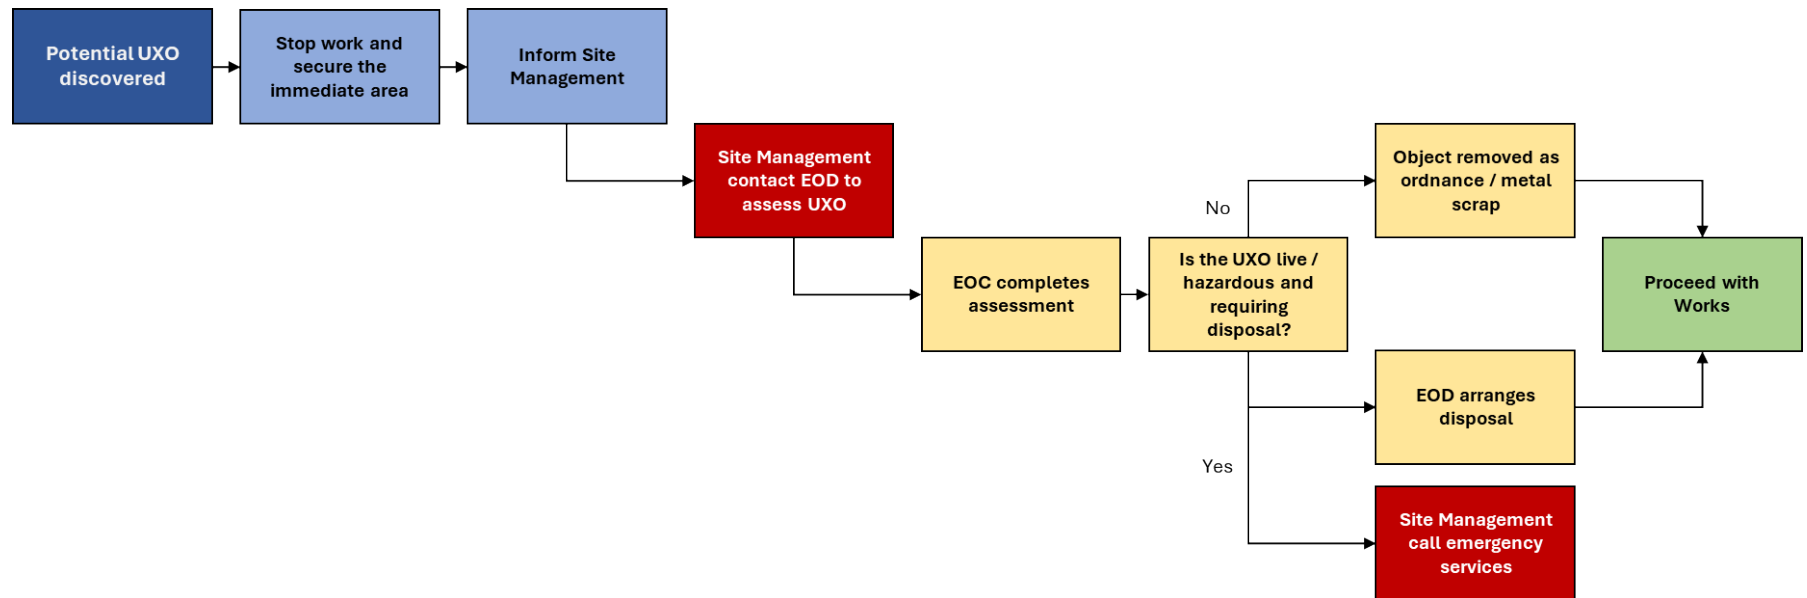 Potential UXO
discovered
Stop work and
secure the
immediate area
Inform Site
Management
Site Management
contact EOD to
assess UXO
EOC completes
assessment
Is the UXO live /
hazardous and
requiring
disposal?
No
Object removed as
ordnance / metal
scrap
Yes
EOD arranges
disposal
Site Management
call emergency
services
Proceed with
Works